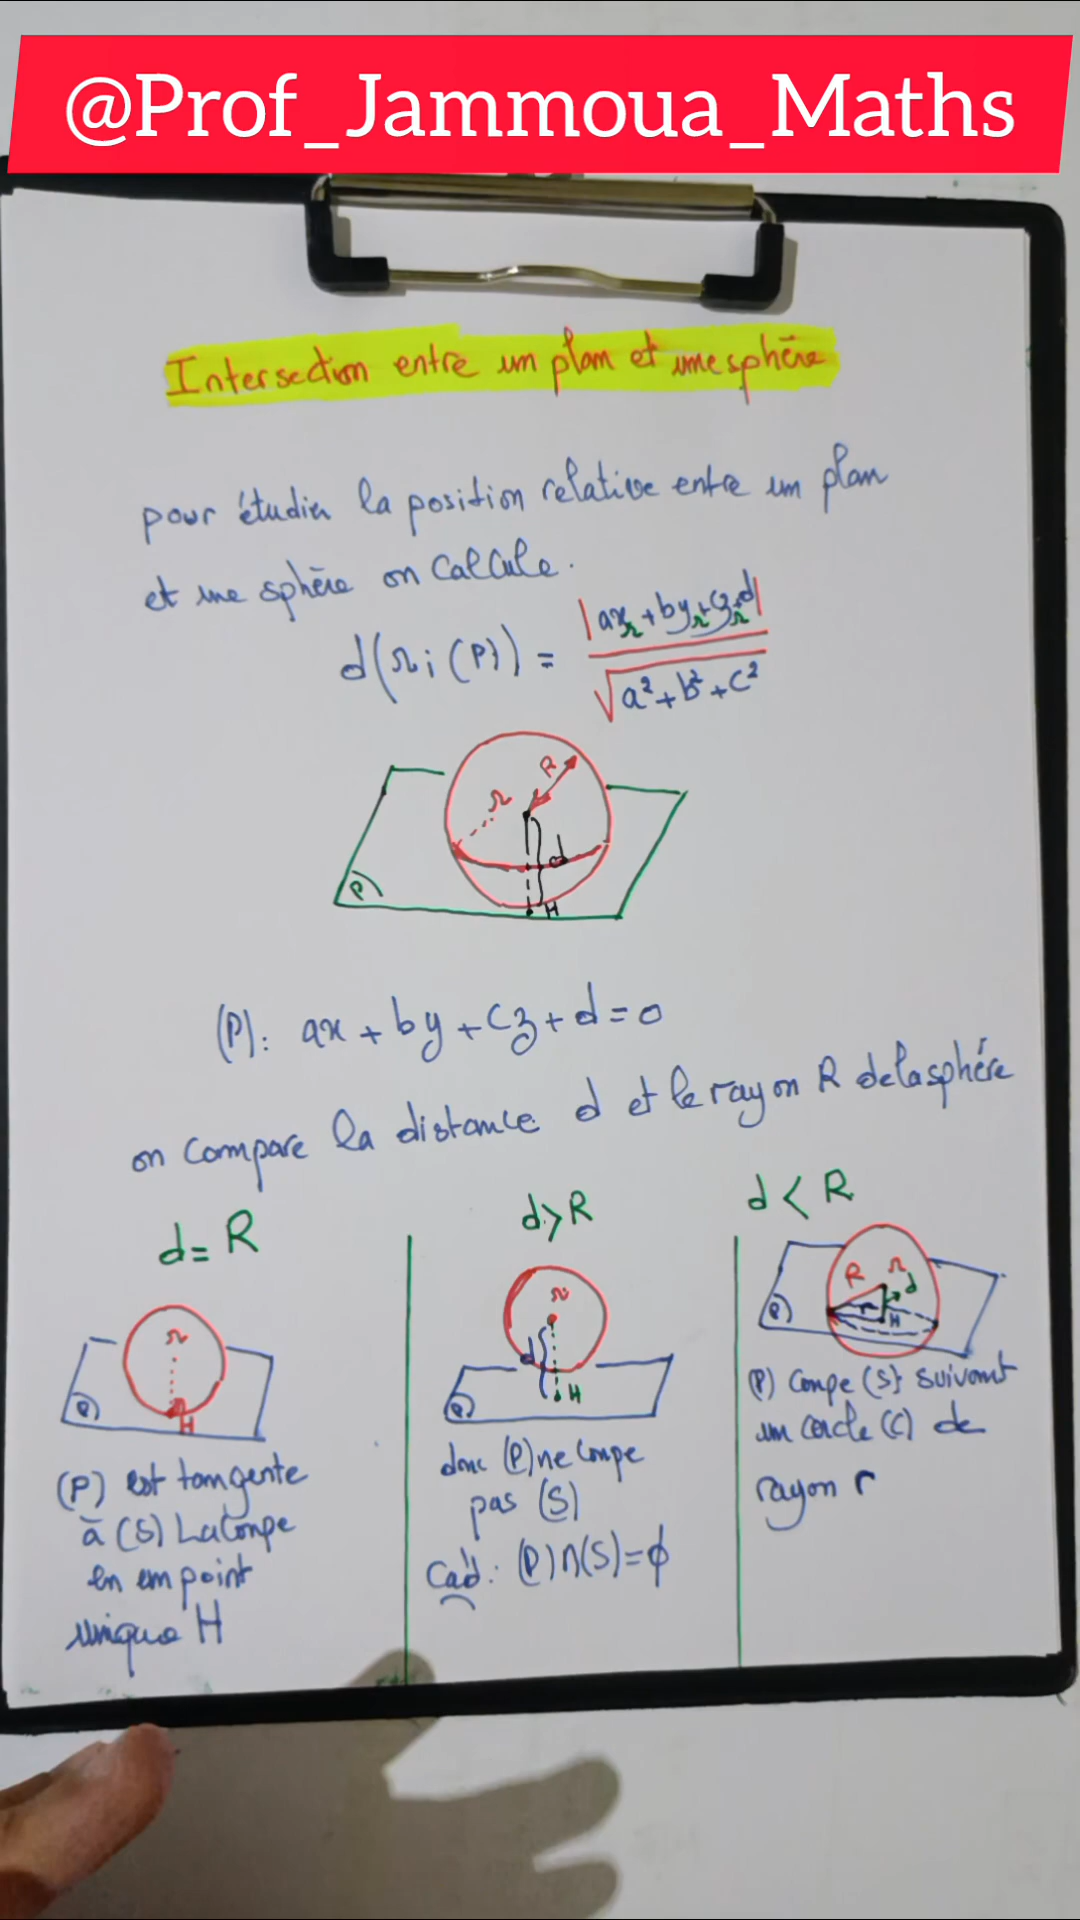 @Prof_Jammoua_Maths
Intersection entre un plan et une sphère
pour étudier la position relative entre un plan
et une sphère on calcule.
d(Ω; (P)) = |axΩ + byΩ + czΩ + d| / √a² + b² + c²
R
Ω
d
P
H
(P): ax + by + cz + d = 0
on compare la distance d et le rayon R de la sphère
d = R
Ω
P
H
(P) est tangente
à (S) La coupe
en un point
unique H
d > R
Ω
d
H
P
donc (P) ne coupe
pas (S)
Càd: (P)∩(S)=ϕ
d < R
R
Ω
d
r
H
P
(P) coupe (S) suivant
un cercle (C) de
rayon r